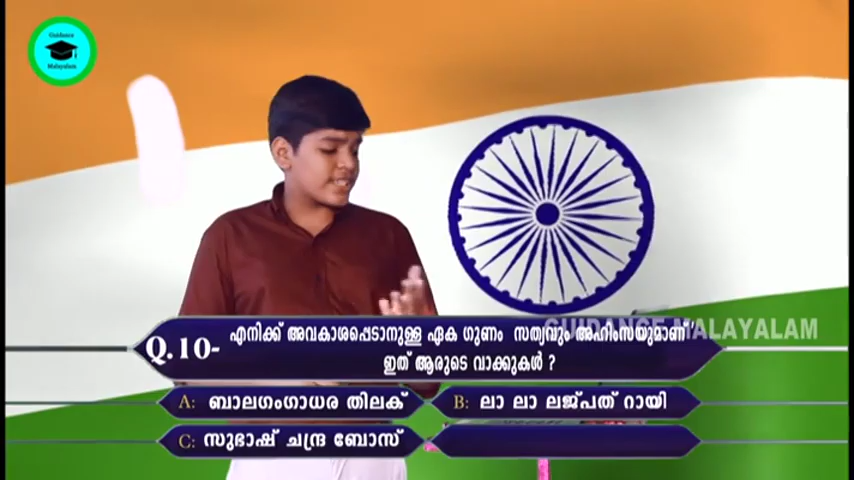 Guidance
Malayalam
GUIDANCE MALAYALAM
Q.10- എനിക്ക് അവകാശപ്പെടാനുള്ള ഏക ഗുണം സത്യവും അഹിംസയുമാണ്
ഇത് ആരുടെ വാക്കുകൾ ?
A: ബാലഗംഗാധര തിലക്
B: ലാ ലാ ലജ്പത് റായി
C: സുഭാഷ് ചന്ദ്ര ബോസ്